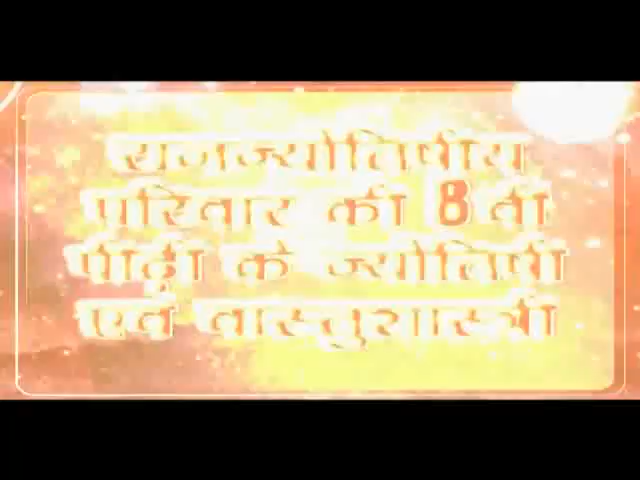 राजज्योतिषीय
परिवार की 8 वी
पीढ़ी के ज्योतिषी
एवं वास्तुशास्त्री